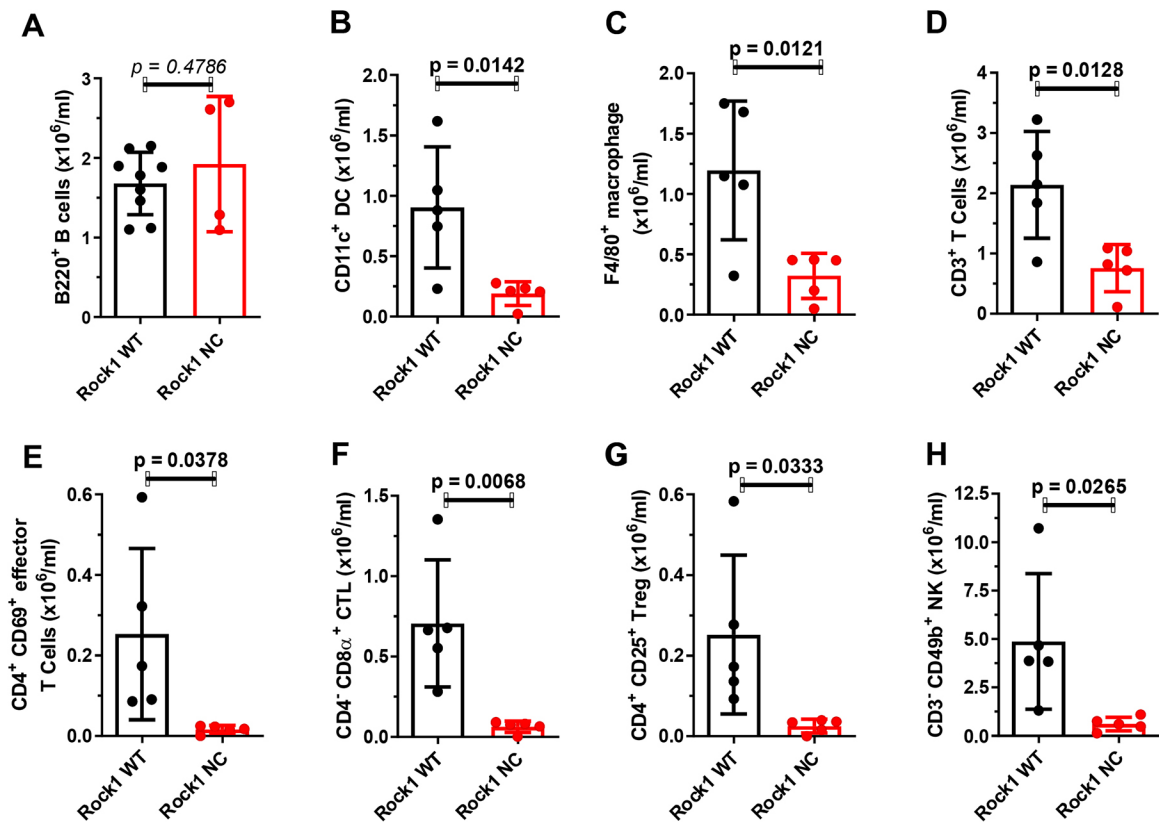 A
p = 0.4786
B220⁺ B cells (x10⁶/ml)
3
2
1
0
Rock1 WT
Rock1 NC
B
p = 0.0142
CD11c⁺ DC (x10⁶/ml)
2.0
1.5
1.0
0.5
0.0
Rock1 WT
Rock1 NC
C
p = 0.0121
F4/80⁺ macrophage
(x10⁶/ml)
2.0
1.5
1.0
0.5
0.0
Rock1 WT
Rock1 NC
D
p = 0.0128
CD3⁺ T Cells (x10⁶/ml)
4
3
2
1
0
Rock1 WT
Rock1 NC
E
p = 0.0378
CD4⁺ CD69⁺ effector
T Cells (x10⁶/ml)
0.6
0.4
0.2
0.0
Rock1 WT
Rock1 NC
F
p = 0.0068
CD4⁻ CD8α⁺ CTL (x10⁶/ml)
1.5
1.0
0.5
0.0
Rock1 WT
Rock1 NC
G
p = 0.0333
CD4⁺ CD25⁺ Treg (x10⁶/ml)
0.6
0.4
0.2
0.0
Rock1 WT
Rock1 NC
H
p = 0.0265
CD3⁻ CD49b⁺ NK (x10⁶/ml)
12.5
10.0
7.5
5.0
2.5
0.0
Rock1 WT
Rock1 NC